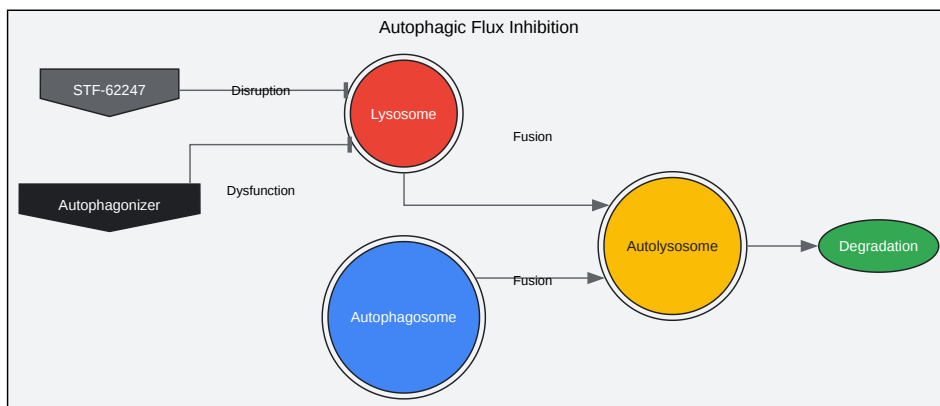 Autophagic Flux Inhibition
STF-62247
Disruption
Lysosome
Fusion
Autophagonizer
Dysfunction
Autolysosome
Degradation
Fusion
Autophagosome